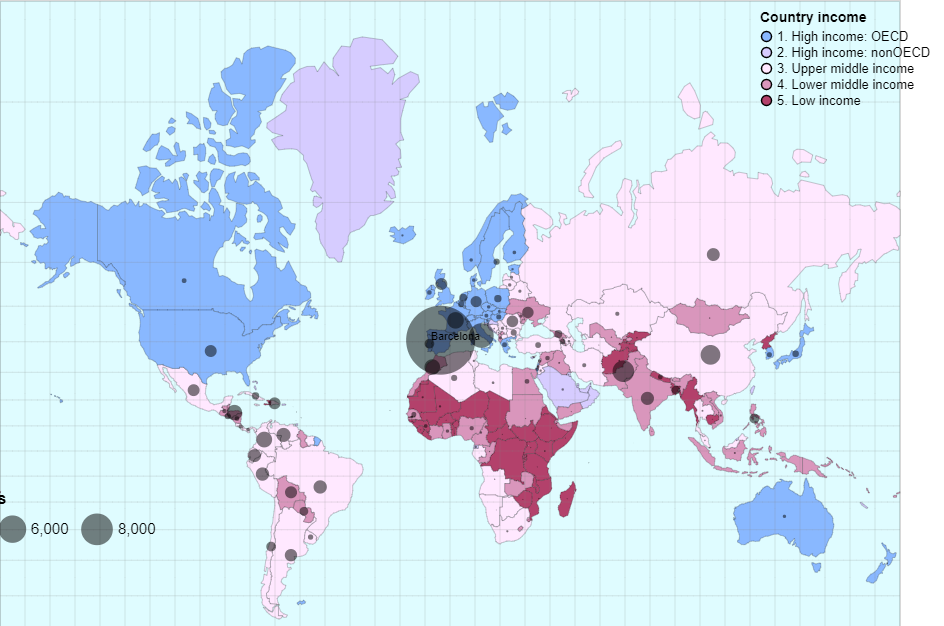 Country income
1. High income: OECD
2. High income: nonOECD
3. Upper middle income
4. Lower middle income
5. Low income
Barcelona
s
6,000
8,000